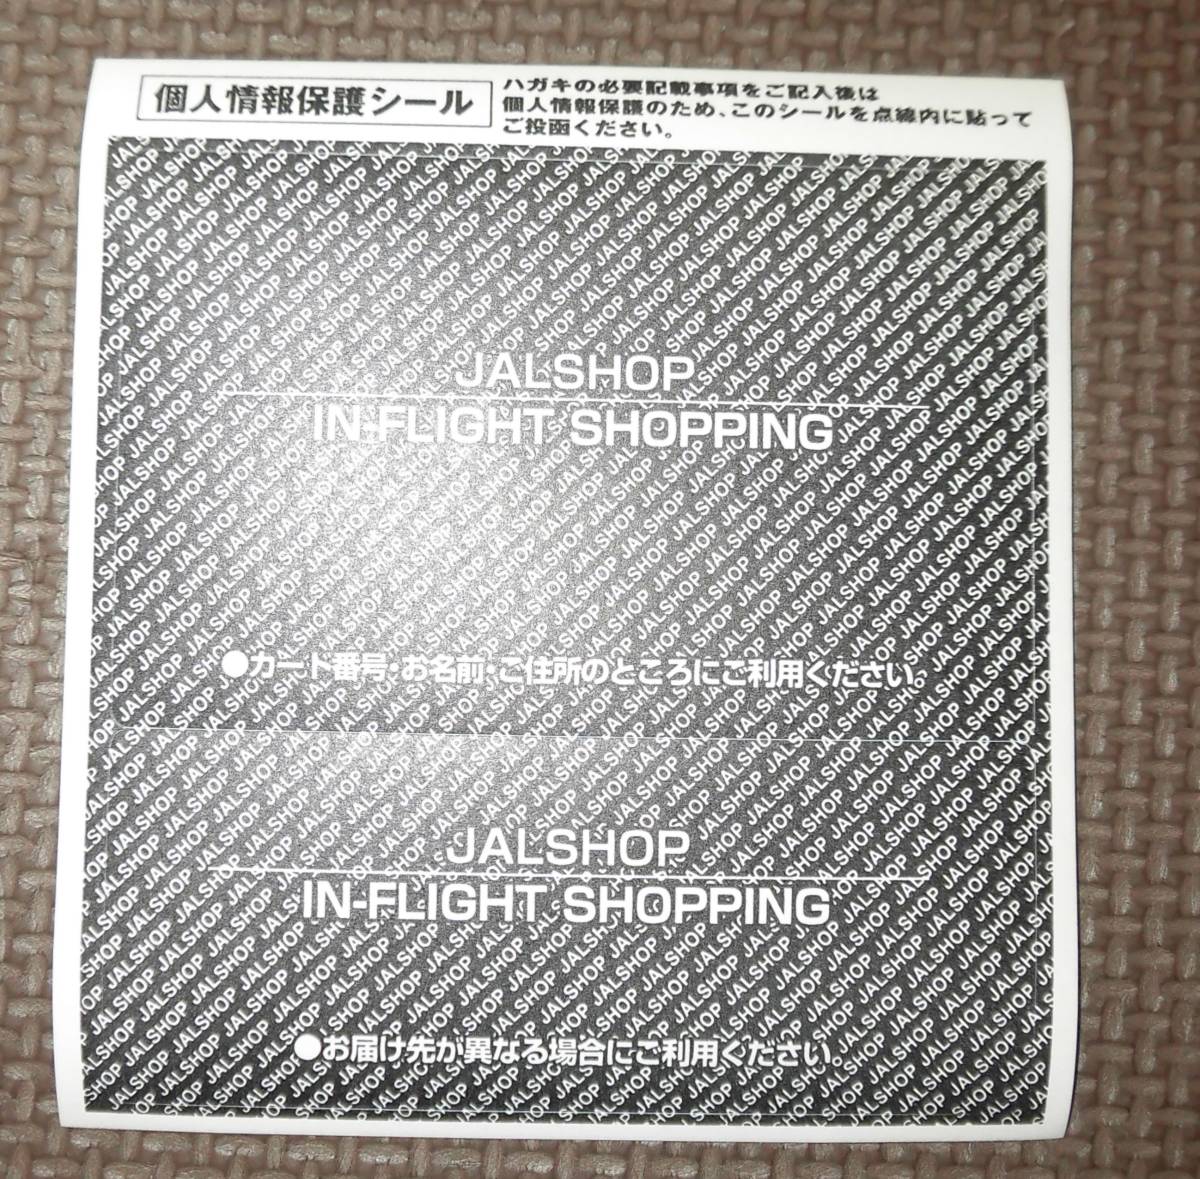 個人情報保護シール
ハガキの必要記載事項をご記入後は
個人情報保護のため、このシールを点線内に貼って
ご投函ください。
JALSHOP
IN-FLIGHT SHOPPING
●カード番号・お名前・ご住所のところにご利用ください。
JALSHOP
IN-FLIGHT SHOPPING
●お届け先が異なる場合にご利用ください。